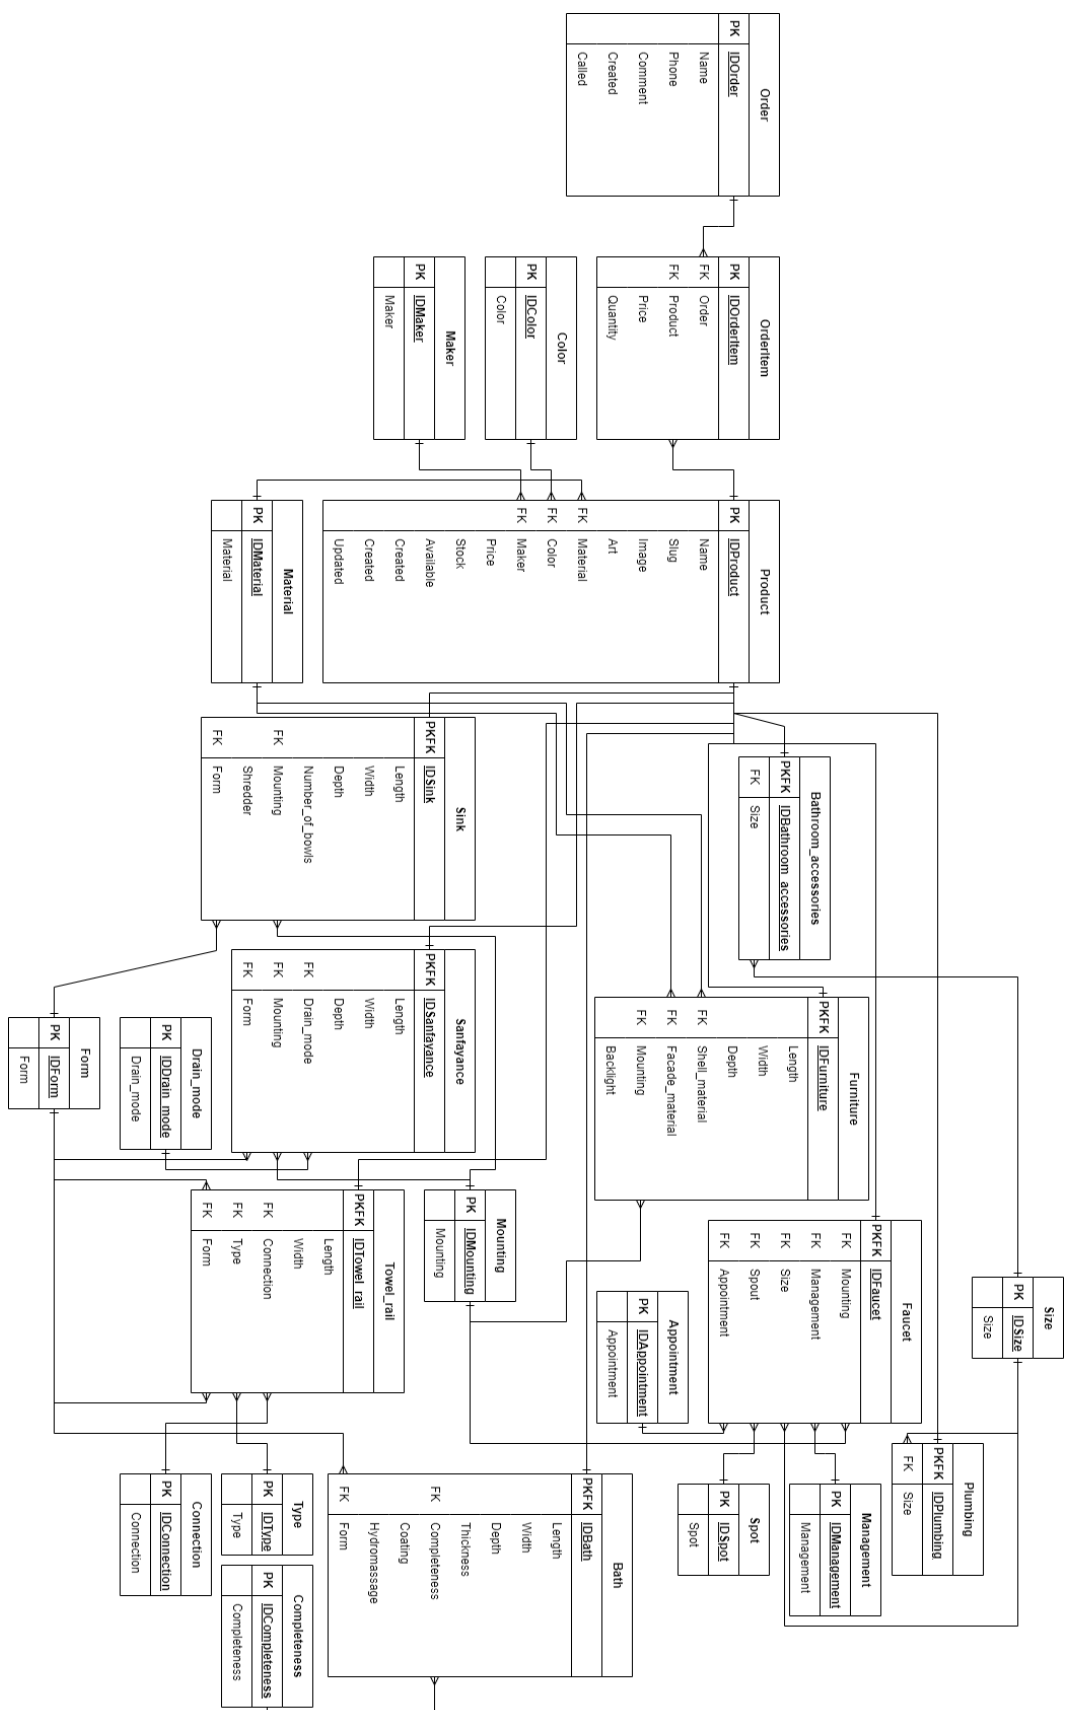 Order
PK IDOrder
Name
Phone
Comment
Created
Called
OrderItem
PK IDOrderItem
FK Order
FK Product
Price
Quantity
Color
PK IDColor
Color
Maker
PK IDMaker
Maker
Product
PK IDProduct
Name
Slug
Image
Art
FK Material
FK Color
FK Maker
Price
Stock
Available
Created
Created
Updated
Material
PK IDMaterial
Material
Sink
PKFK IDSink
Length
Width
Depth
Number_of_bowls
FK Mounting
Shredder
FK Form
Bathroom_accessories
PKFK IDBathroom_accessories
FK Size
Sanfayance
PKFK IDSanfayance
Length
Width
Depth
FK Drain_mode
FK Mounting
FK Form
Furniture
PKFK IDFurniture
Length
Width
Depth
FK Shell_material
FK Facade_material
FK Mounting
Backlight
Drain_mode
PK IDDrain_mode
Drain_mode
Form
PK IDForm
Form
Towel_rail
PKFK IDTowel_rail
Length
Width
FK Connection
FK Type
FK Form
Mounting
PK IDMounting
Mounting
Faucet
PKFK IDFaucet
FK Mounting
FK Management
FK Size
FK Spout
FK Appointment
Appointment
PK IDAppointment
Appointment
Size
PK IDSize
Size
Plumbing
PKFK IDPlumbing
FK Size
Management
PK IDManagement
Management
Spot
PK IDSpot
Spot
Bath
PKFK IDBath
Length
Width
Depth
Thickness
FK Completeness
Coating
Hydromassage
FK Form
Type
PK IDType
Type
Connection
PK IDConnection
Connection
Completeness
PK IDCompleteness
Completeness